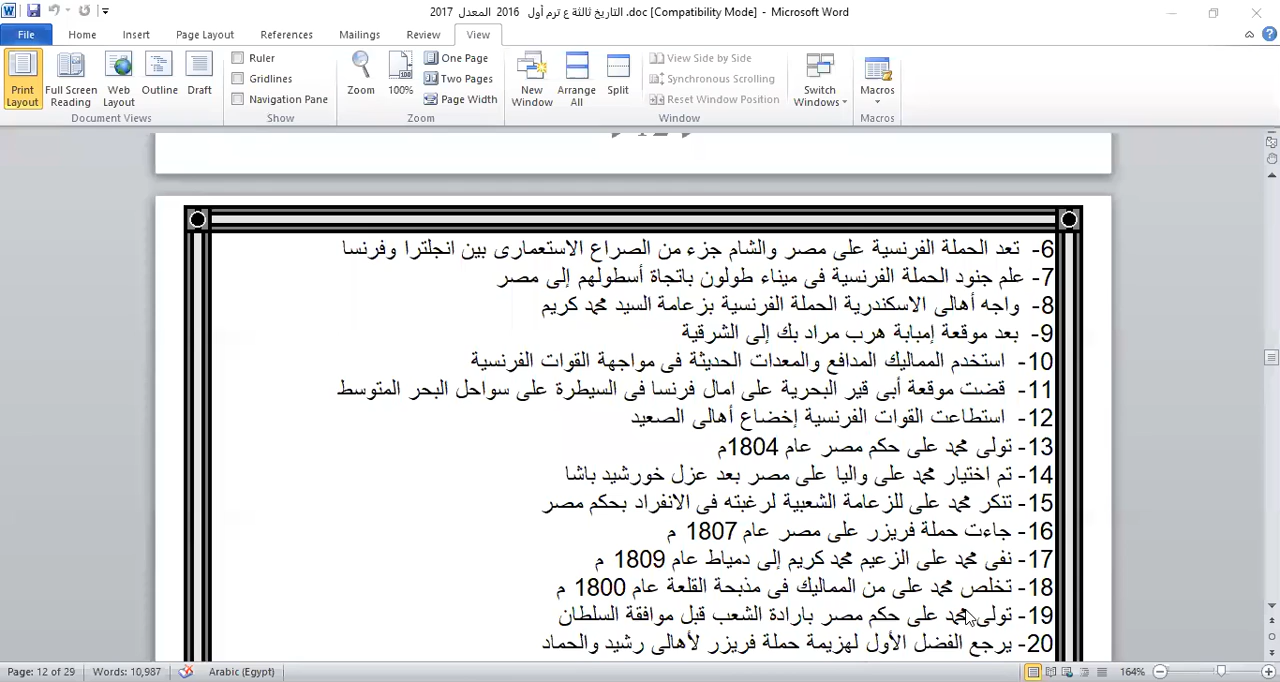 التاريخ ثالثة ع ترم أول 2016 المعدل 2017 .doc [Compatibility Mode] - Microsoft Word
File Home Insert Page Layout References Mailings Review View
Ruler One Page View Side by Side
Gridlines Two Pages Synchronous Scrolling
Navigation Pane Page Width Reset Window Position
Print Layout Full Screen Reading Web Layout Outline Draft Zoom 100% New Window Arrange All Split Switch Windows Macros
Document Views Show Zoom Window Macros
6- تعد الحملة الفرنسية على مصر والشام جزء من الصراع الاستعمارى بين انجلترا وفرنسا
7- علم جنود الحملة الفرنسية فى ميناء طولون باتجاة أسطولهم إلى مصر
8- واجه أهالى الاسكندرية الحملة الفرنسية بزعامة السيد محمد كريم
9- بعد موقعة إمبابة هرب مراد بك إلى الشرقية
10- استخدم المماليك المدافع والمعدات الحديثة فى مواجهة القوات الفرنسية
11- قضت موقعة أبى قير البحرية على امال فرنسا فى السيطرة على سواحل البحر المتوسط
12- استطاعت القوات الفرنسية إخضاع أهالى الصعيد
13- تولى محمد على حكم مصر عام 1804م
14- تم اختيار محمد على واليا على مصر بعد عزل خورشيد باشا
15- تنكر محمد على للزعامة الشعبية لرغبته فى الانفراد بحكم مصر
16- جاءت حملة فريزر على مصر عام 1807 م
17- نفى محمد على الزعيم محمد كريم إلى دمياط عام 1809 م
18- تخلص محمد على من المماليك فى مذبحة القلعة عام 1800 م
19- تولى محمد على حكم مصر بارادة الشعب قبل موافقة السلطان
20- يرجع الفضل الأول لهزيمة حملة فريزر لأهالى رشيد والحماد
Page: 12 of 29 Words: 10,987 Arabic (Egypt) 164%